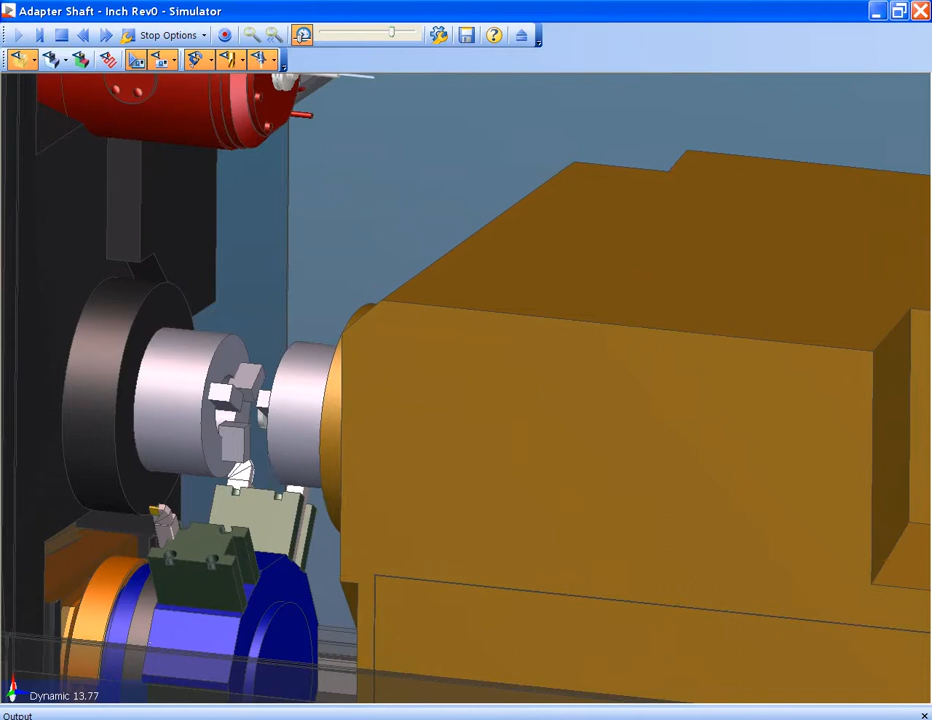 Adapter Shaft - Inch Rev0 - Simulator
Stop Options
Dynamic 13.77
Output